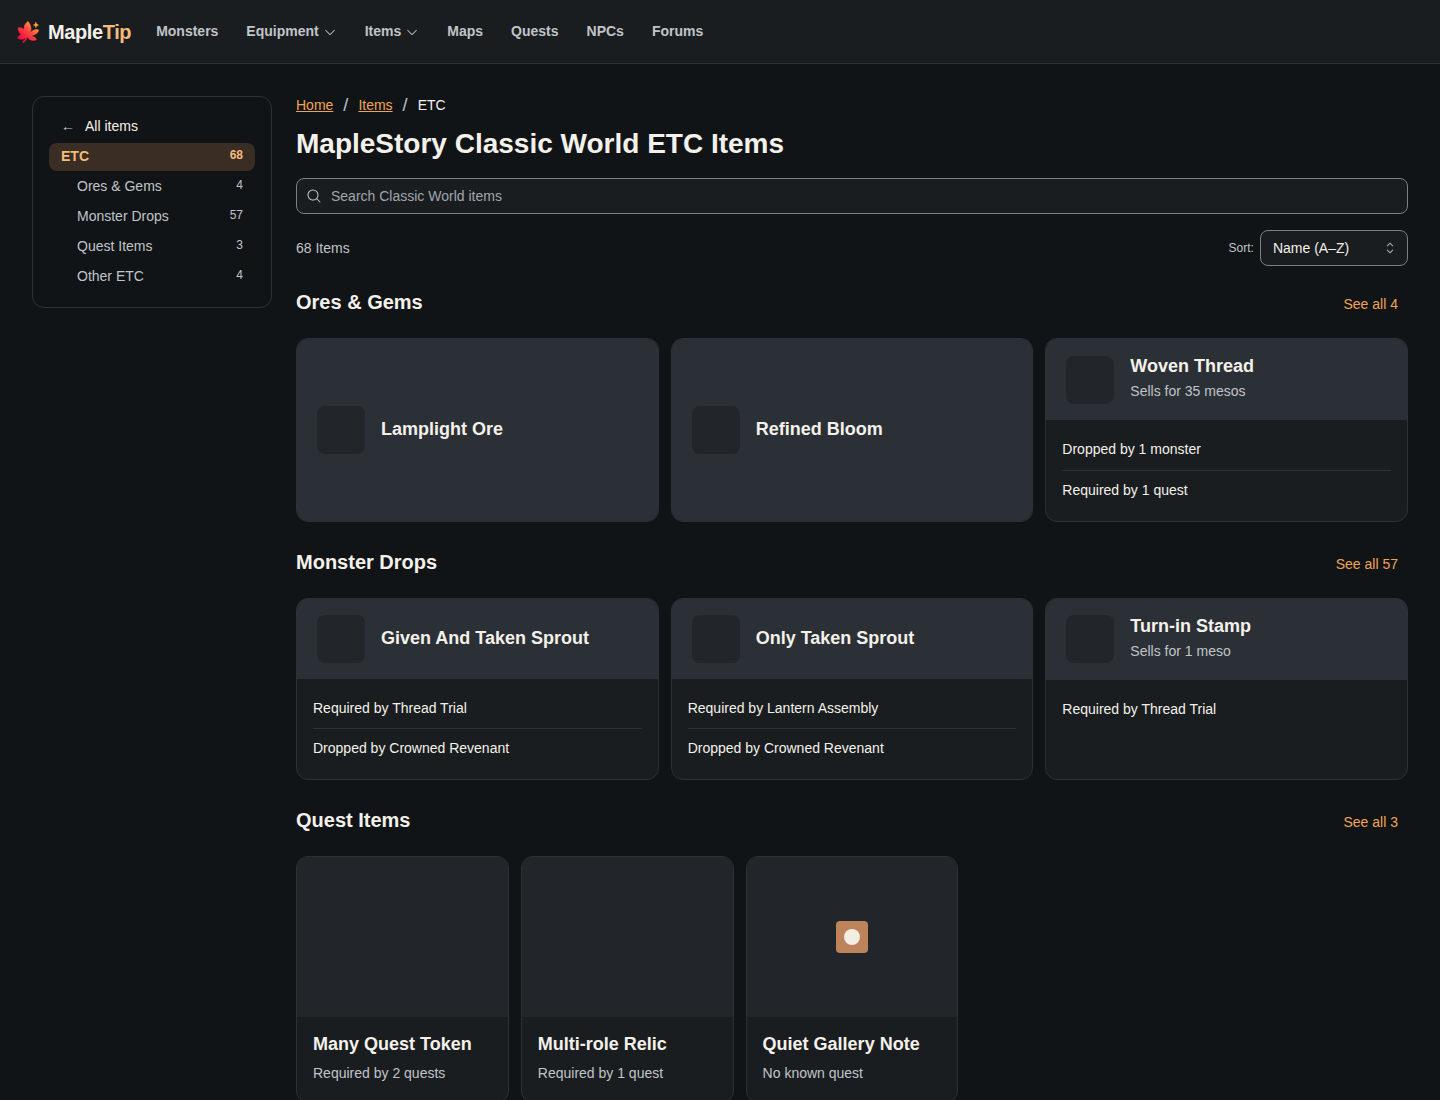 MapleTip
Monsters
Equipment
Items
Maps
Quests
NPCs
Forums
← All items
ETC 68
Ores & Gems 4
Monster Drops 57
Quest Items 3
Other ETC 4
Home / Items / ETC
MapleStory Classic World ETC Items
Search Classic World items
68 Items
Sort: Name (A–Z)
Ores & Gems
See all 4
Lamplight Ore
Refined Bloom
Woven Thread
Sells for 35 mesos
Dropped by 1 monster
Required by 1 quest
Monster Drops
See all 57
Given And Taken Sprout
Required by Thread Trial
Dropped by Crowned Revenant
Only Taken Sprout
Required by Lantern Assembly
Dropped by Crowned Revenant
Turn-in Stamp
Sells for 1 meso
Required by Thread Trial
Quest Items
See all 3
Many Quest Token
Required by 2 quests
Multi-role Relic
Required by 1 quest
Quiet Gallery Note
No known quest